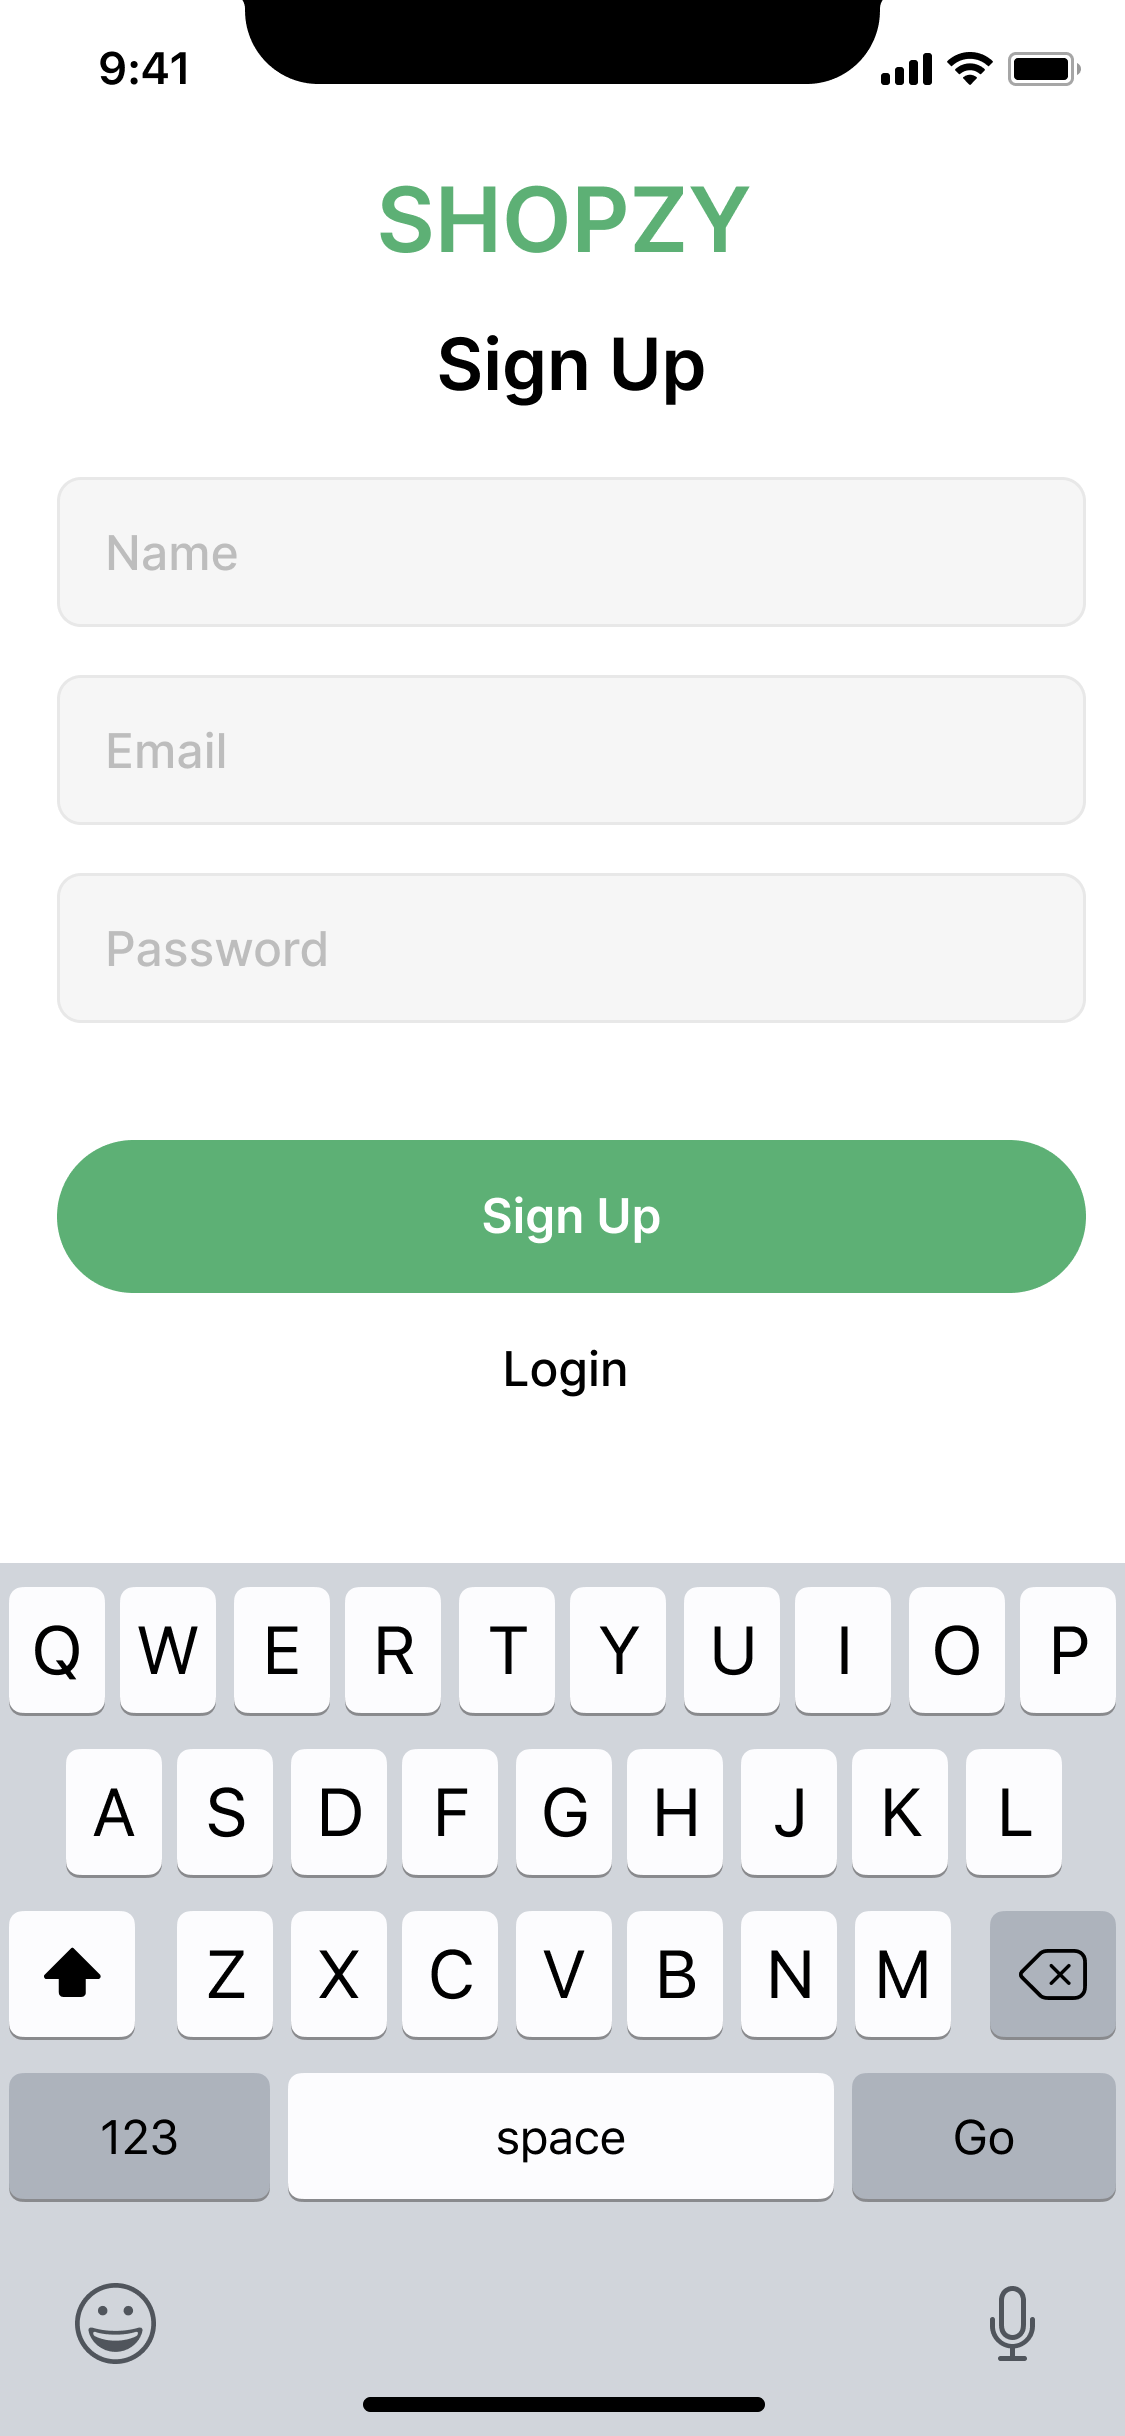 9:41
SHOPZY
Sign Up
Name
Email
Password
Sign Up
Login
Q W E R T Y U I O P
A S D F G H J K L
Z X C V B N M
123 space Go